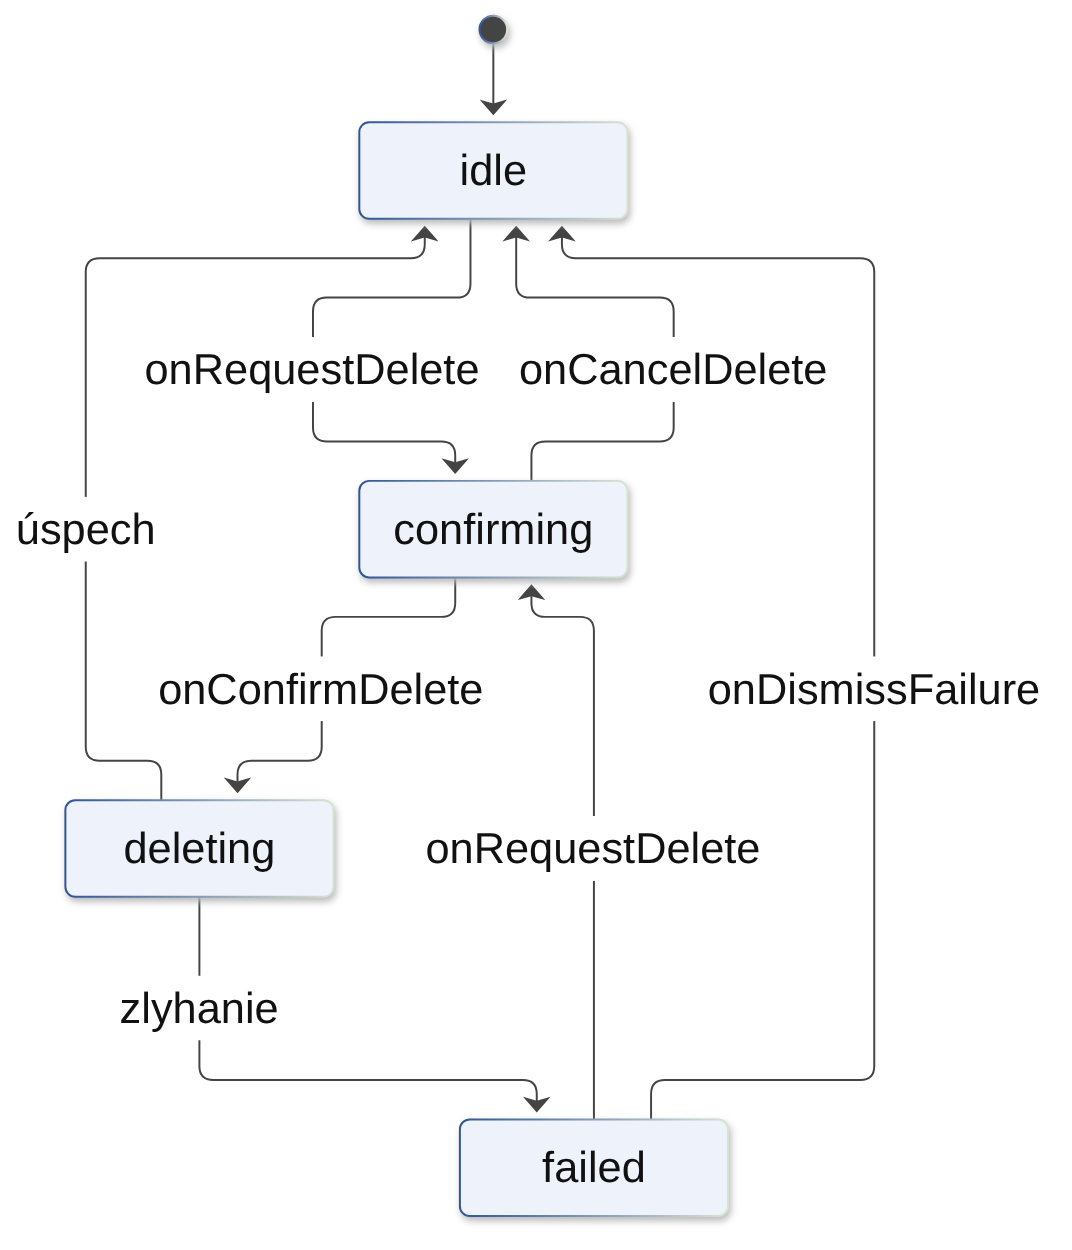 idle
onRequestDelete
onCancelDelete
úspech
confirming
onConfirmDelete
onDismissFailure
deleting
onRequestDelete
zlyhanie
failed